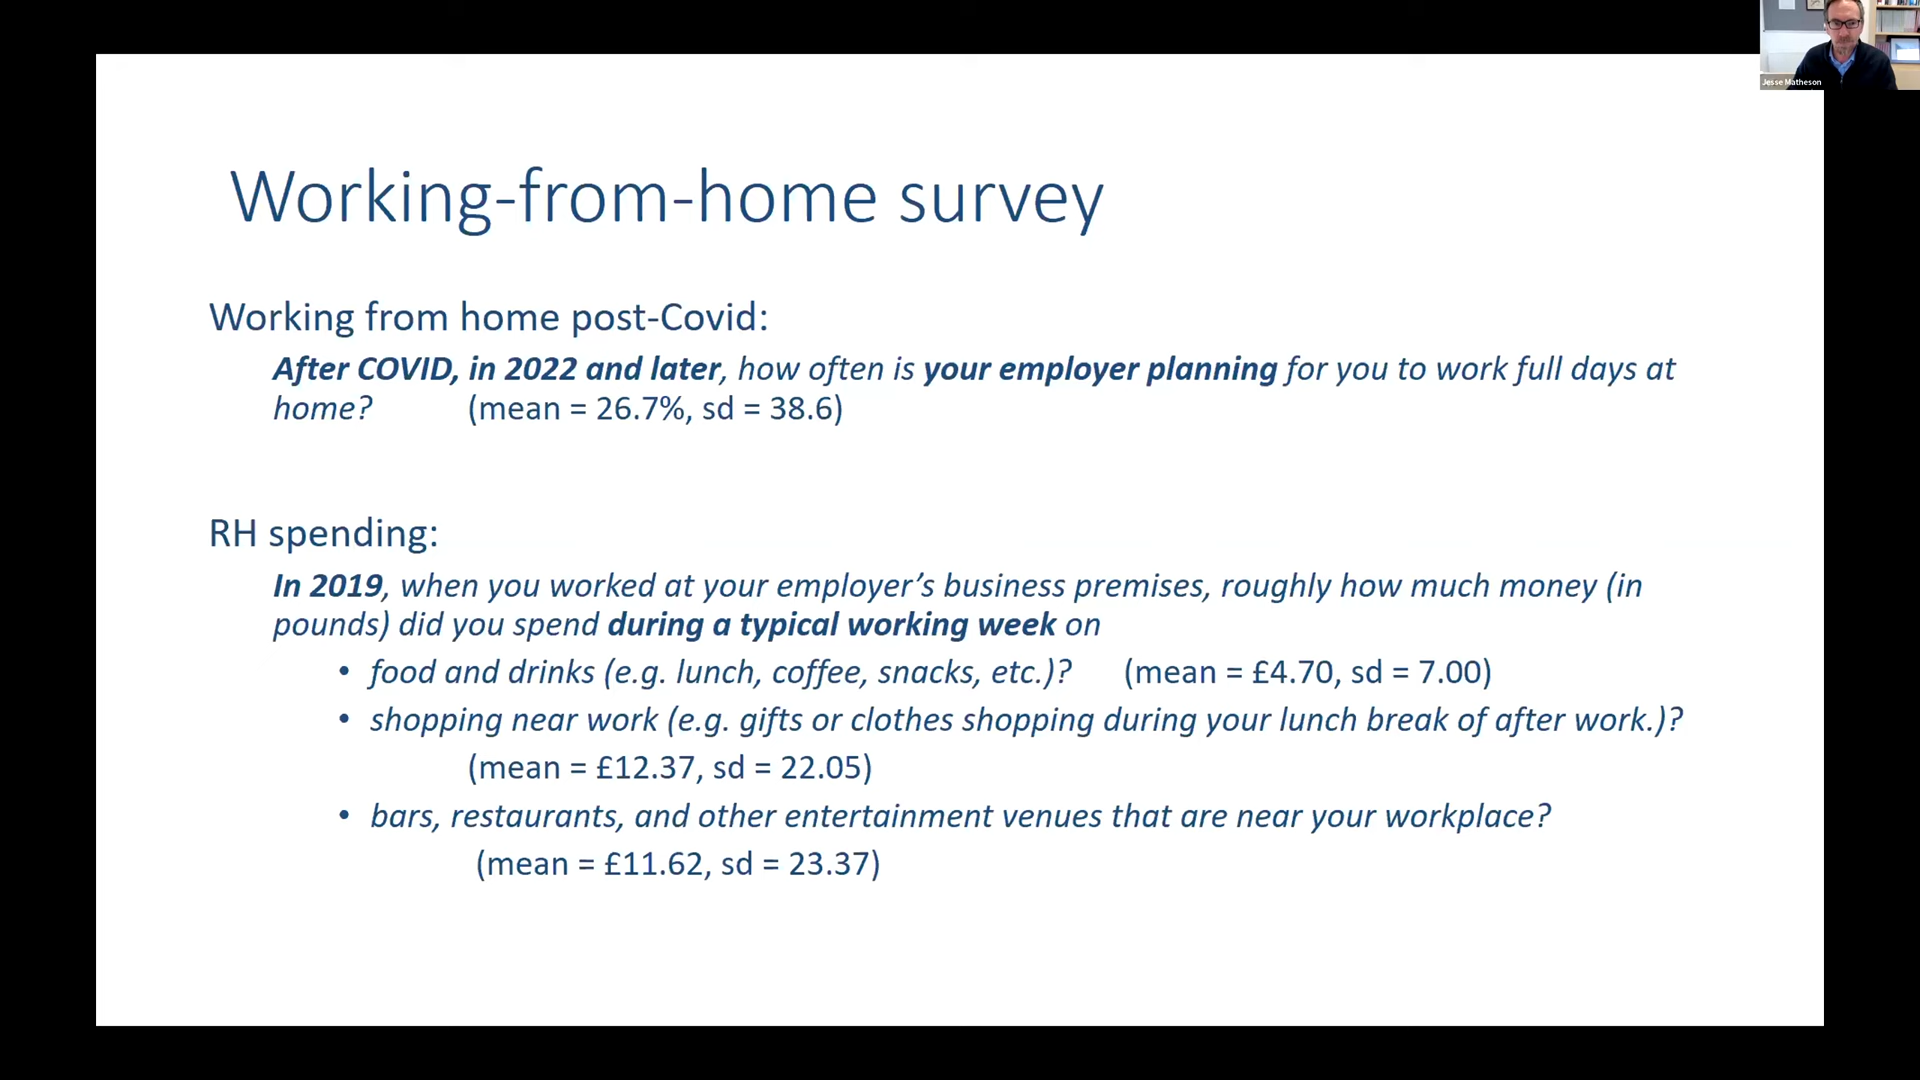 Jesse Matheson
Working-from-home survey
Working from home post-Covid:
After COVID, in 2022 and later, how often is your employer planning for you to work full days at
home? (mean = 26.7%, sd = 38.6)
RH spending:
In 2019, when you worked at your employer’s business premises, roughly how much money (in
pounds) did you spend during a typical working week on
• food and drinks (e.g. lunch, coffee, snacks, etc.)? (mean = £4.70, sd = 7.00)
• shopping near work (e.g. gifts or clothes shopping during your lunch break of after work.)?
(mean = £12.37, sd = 22.05)
• bars, restaurants, and other entertainment venues that are near your workplace?
(mean = £11.62, sd = 23.37)